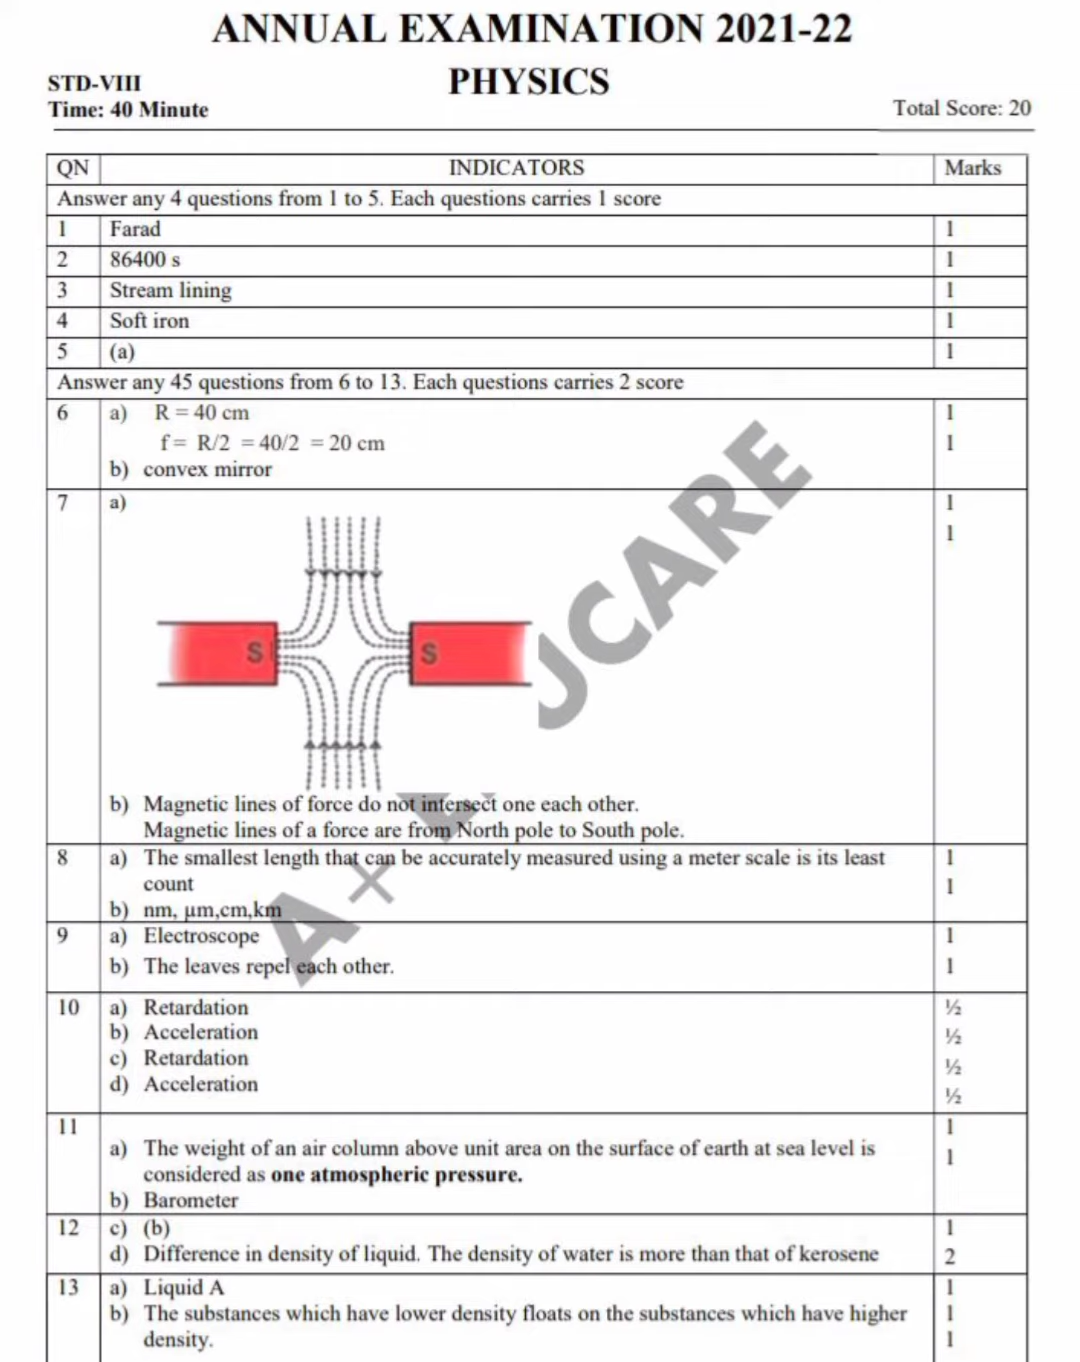 ANNUAL EXAMINATION 2021-22
STD-VIII
PHYSICS
Time: 40 Minute
Total Score: 20
QN INDICATORS Marks
Answer any 4 questions from 1 to 5. Each questions carries 1 score
1 Farad 1
2 86400 s 1
3 Stream lining 1
4 Soft iron 1
5 (a) 1
Answer any 45 questions from 6 to 13. Each questions carries 2 score
6 a) R = 40 cm 1
f = R/2 = 40/2 = 20 cm 1
b) convex mirror
7 a) 1
1
S S
b) Magnetic lines of force do not intersect one each other.
Magnetic lines of a force are from North pole to South pole.
8 a) The smallest length that can be accurately measured using a meter scale is its least 1
count 1
b) nm, μm,cm,km
9 a) Electroscope 1
b) The leaves repel each other. 1
10 a) Retardation ½
b) Acceleration ½
c) Retardation ½
d) Acceleration ½
11 1
a) The weight of an air column above unit area on the surface of earth at sea level is 1
considered as one atmospheric pressure.
b) Barometer
12 c) (b) 1
d) Difference in density of liquid. The density of water is more than that of kerosene 2
13 a) Liquid A 1
b) The substances which have lower density floats on the substances which have higher 1
density. 1